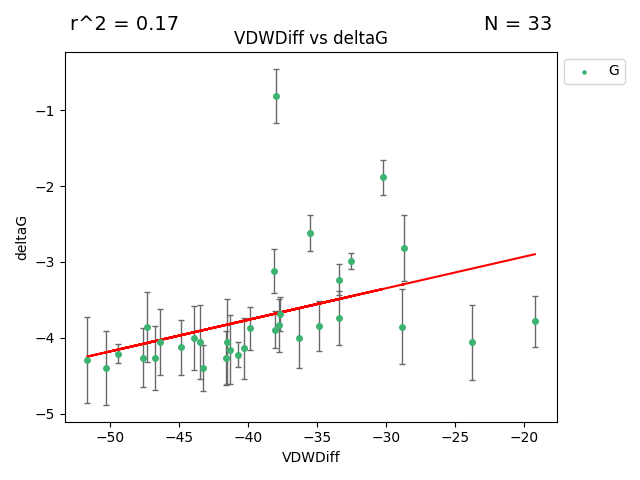 r^2 = 0.17
N = 33
VDWDiff vs deltaG
G
deltaG
−1
−2
−3
−4
−5
−50
−45
−40
−35
−30
−25
−20
VDWDiff